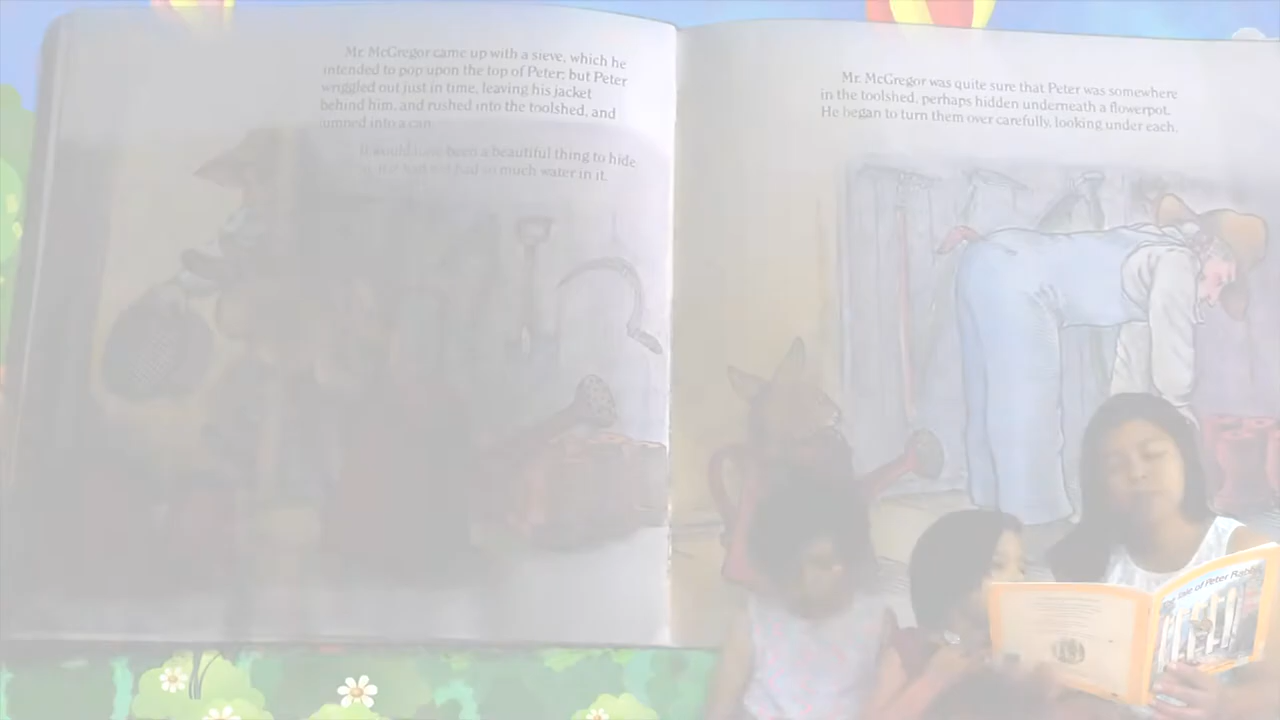 Mr. McGregor came up with a sieve, which he
intended to pop upon the top of Peter; but Peter
wriggled out just in time, leaving his jacket
behind him, and rushed into the toolshed, and
jumped into a can.
It would have been a beautiful thing to hide
in, if it had not had so much water in it.
Mr. McGregor was quite sure that Peter was somewhere
in the toolshed, perhaps hidden underneath a flowerpot.
He began to turn them over carefully, looking under each.
Tale of Peter Rabbit